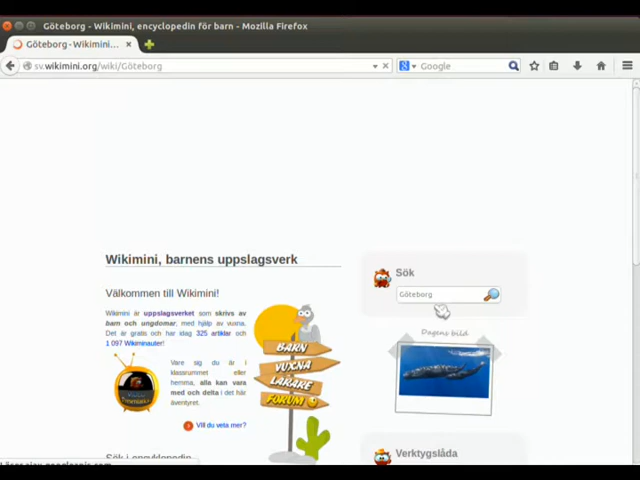 Göteborg - Wikimini, encyclopedin för barn - Mozilla Firefox
Göteborg - Wikimini...
sv.wikimini.org/wiki/Göteborg
Google
Wikimini, barnens uppslagsverk
Välkommen till Wikimini!
Wikimini är uppslagsverket som skrivs av
barn och ungdomar, med hjälp av vuxna.
Det är gratis och har idag 325 artiklar och
1 097 Wikiminauter!
Vare sig du är i
klassrummet eller
hemma, alla kan vara
med och delta i det här
äventyret.
Vill du veta mer?
BARN
VUXNA
LÄRARE
FORUM
Sök i encyklopedin
Sök
Göteborg
Dagens bild
Verktygslåda